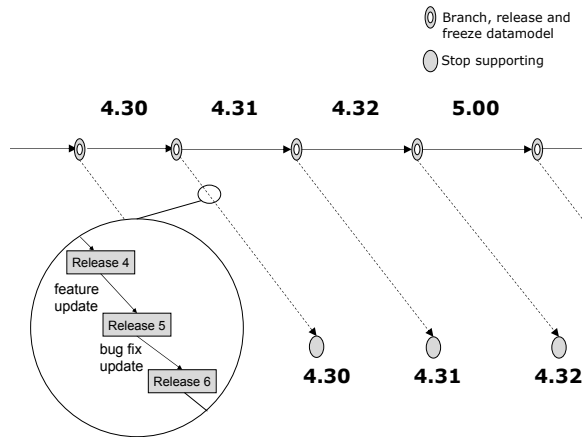 Branch, release and
freeze datamodel
Stop supporting
4.30 4.31 4.32 5.00
Release 4
feature
update
Release 5
bug fix
update
Release 6
4.30 4.31 4.32